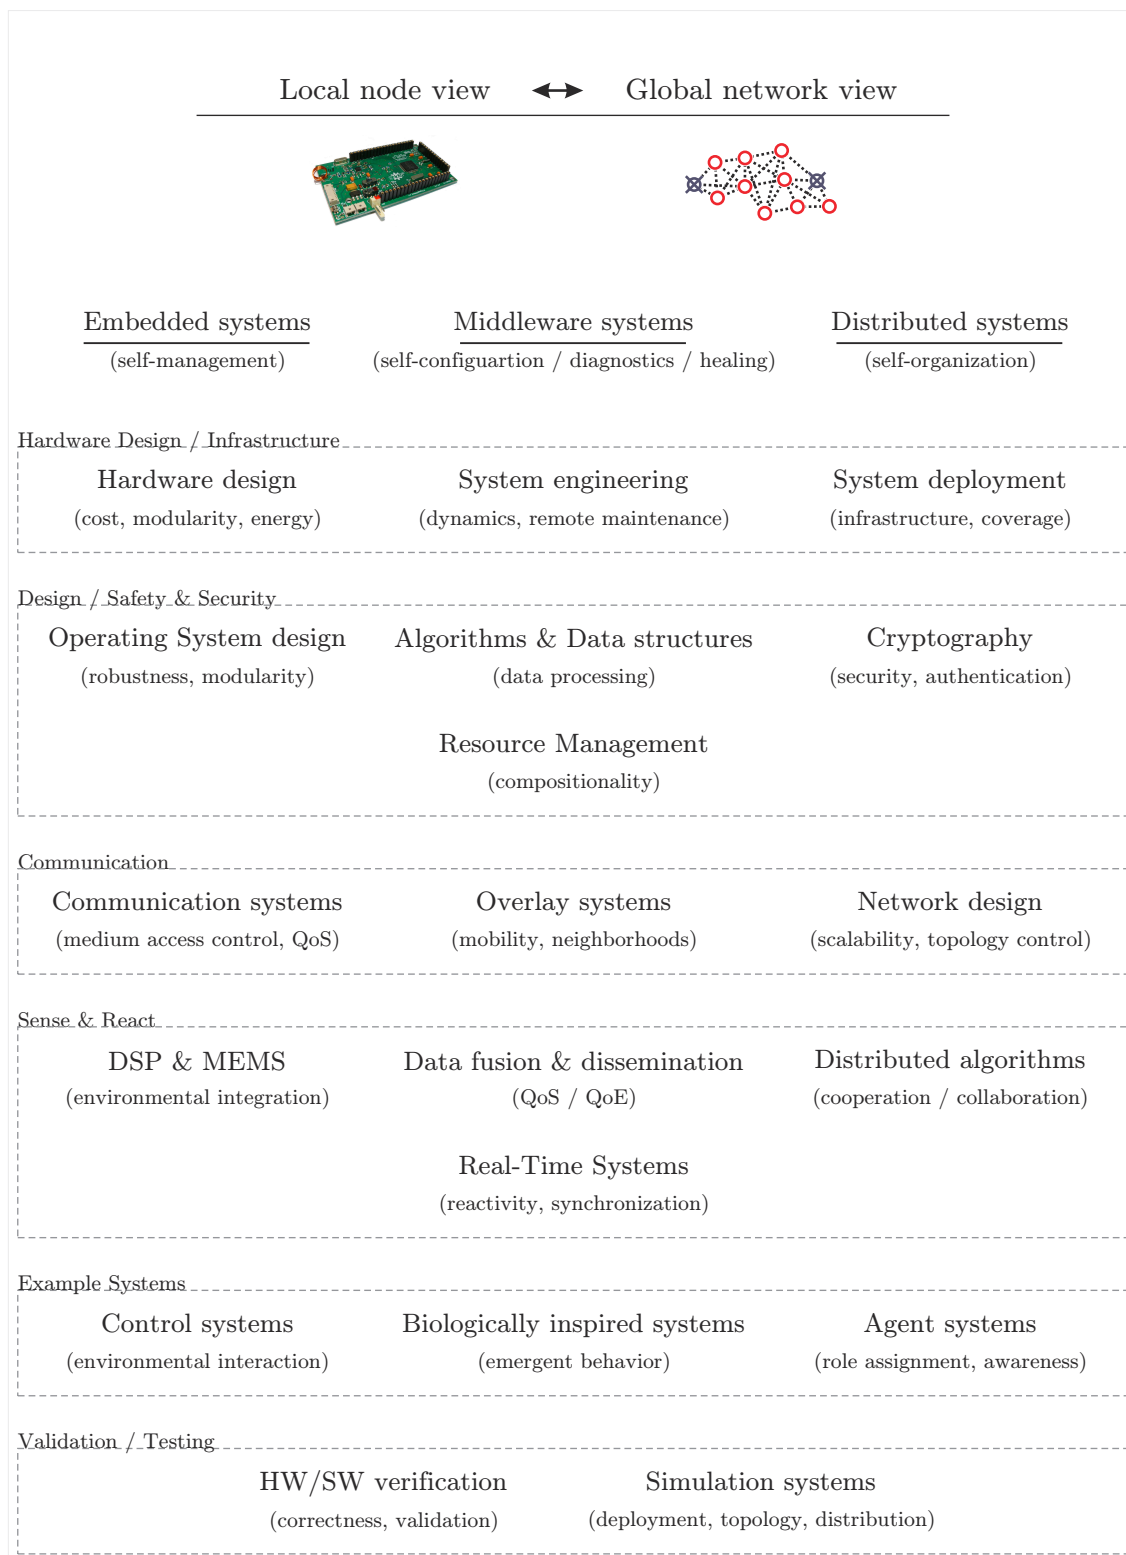 Local node view ↔ Global network view
Embedded systems Middleware systems Distributed systems
(self-management) (self-configuartion / diagnostics / healing) (self-organization)
Hardware Design / Infrastructure
Hardware design System engineering System deployment
(cost, modularity, energy) (dynamics, remote maintenance) (infrastructure, coverage)
Design / Safety & Security
Operating System design Algorithms & Data structures Cryptography
(robustness, modularity) (data processing) (security, authentication)
Resource Management
(compositionality)
Communication
Communication systems Overlay systems Network design
(medium access control, QoS) (mobility, neighborhoods) (scalability, topology control)
Sense & React
DSP & MEMS Data fusion & dissemination Distributed algorithms
(environmental integration) (QoS / QoE) (cooperation / collaboration)
Real-Time Systems
(reactivity, synchronization)
Example Systems
Control systems Biologically inspired systems Agent systems
(environmental interaction) (emergent behavior) (role assignment, awareness)
Validation / Testing
HW/SW verification Simulation systems
(correctness, validation) (deployment, topology, distribution)